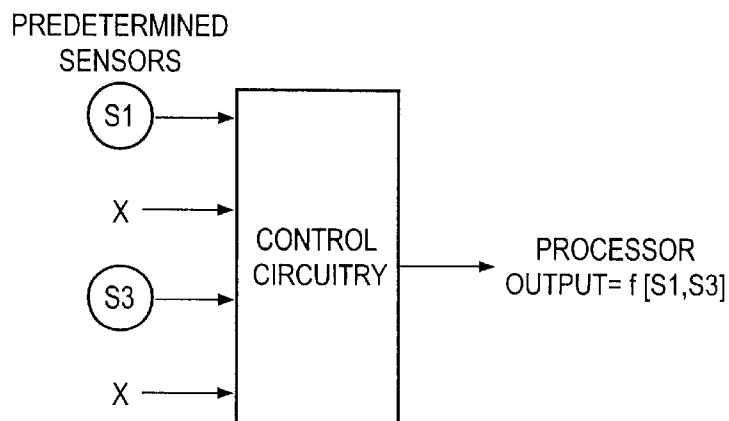 PREDETERMINED
SENSORS
S1
X
CONTROL
CIRCUITRY
S3
X
PROCESSOR
OUTPUT= f [S1,S3]